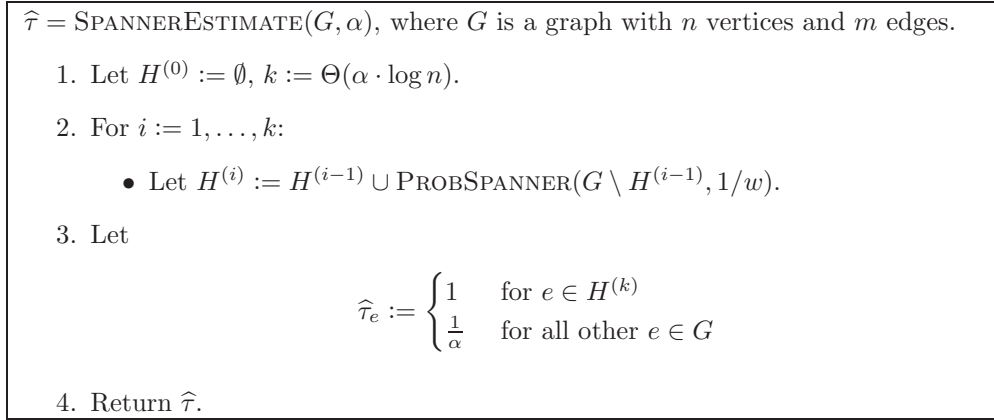 τ̂ = SPANNERESTIMATE(G, α), where G is a graph with n vertices and m edges.
1. Let H⁽⁰⁾ := ∅, k := Θ(α · log n).
2. For i := 1, . . . , k:
• Let H⁽ⁱ⁾ := H⁽ⁱ⁻¹⁾ ∪ PROBSPANNER(G \ H⁽ⁱ⁻¹⁾, 1/w).
3. Let
τ̂ₑ := { 1 for e ∈ H⁽ᵏ⁾
1/α for all other e ∈ G
4. Return τ̂.